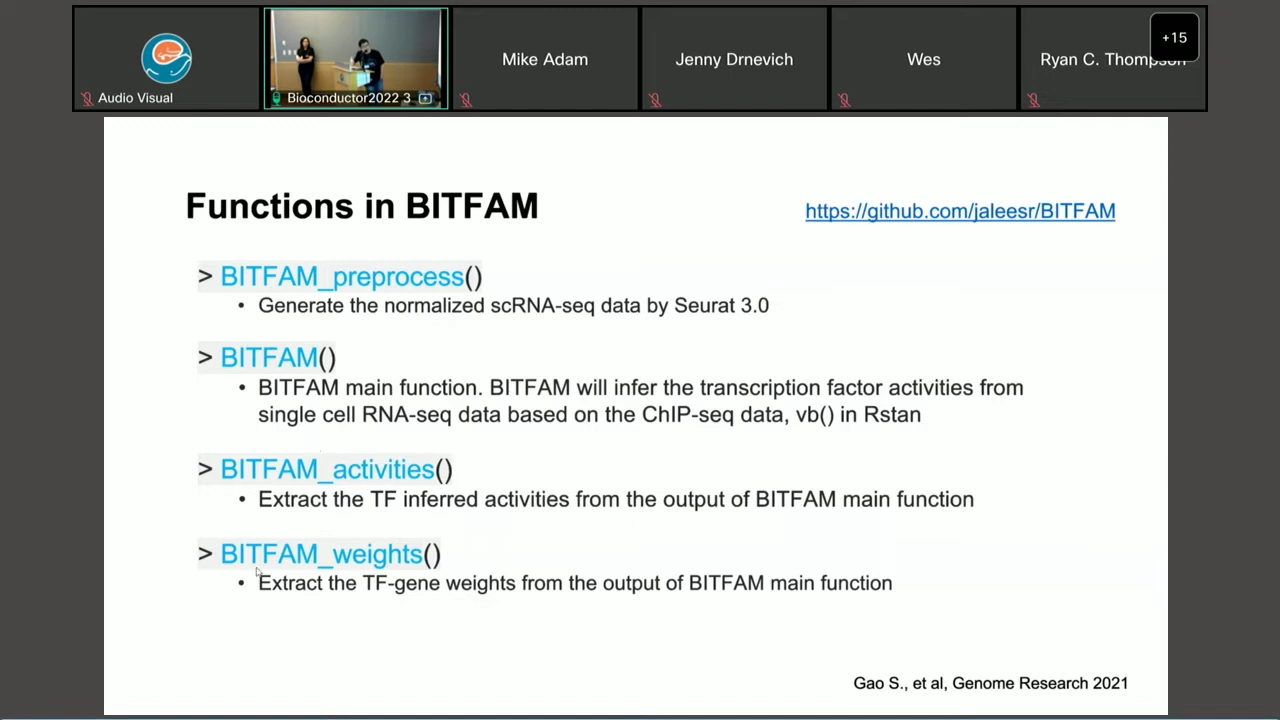 Audio Visual
Bioconductor2022 3
Mike Adam
Jenny Drnevich
Wes
Ryan C. Thompson
+15
Functions in BITFAM
https://github.com/jaleesr/BITFAM
> BITFAM_preprocess()
• Generate the normalized scRNA-seq data by Seurat 3.0
> BITFAM()
• BITFAM main function. BITFAM will infer the transcription factor activities from
single cell RNA-seq data based on the ChIP-seq data, vb() in Rstan
> BITFAM_activities()
• Extract the TF inferred activities from the output of BITFAM main function
> BITFAM_weights()
• Extract the TF-gene weights from the output of BITFAM main function
Gao S., et al, Genome Research 2021